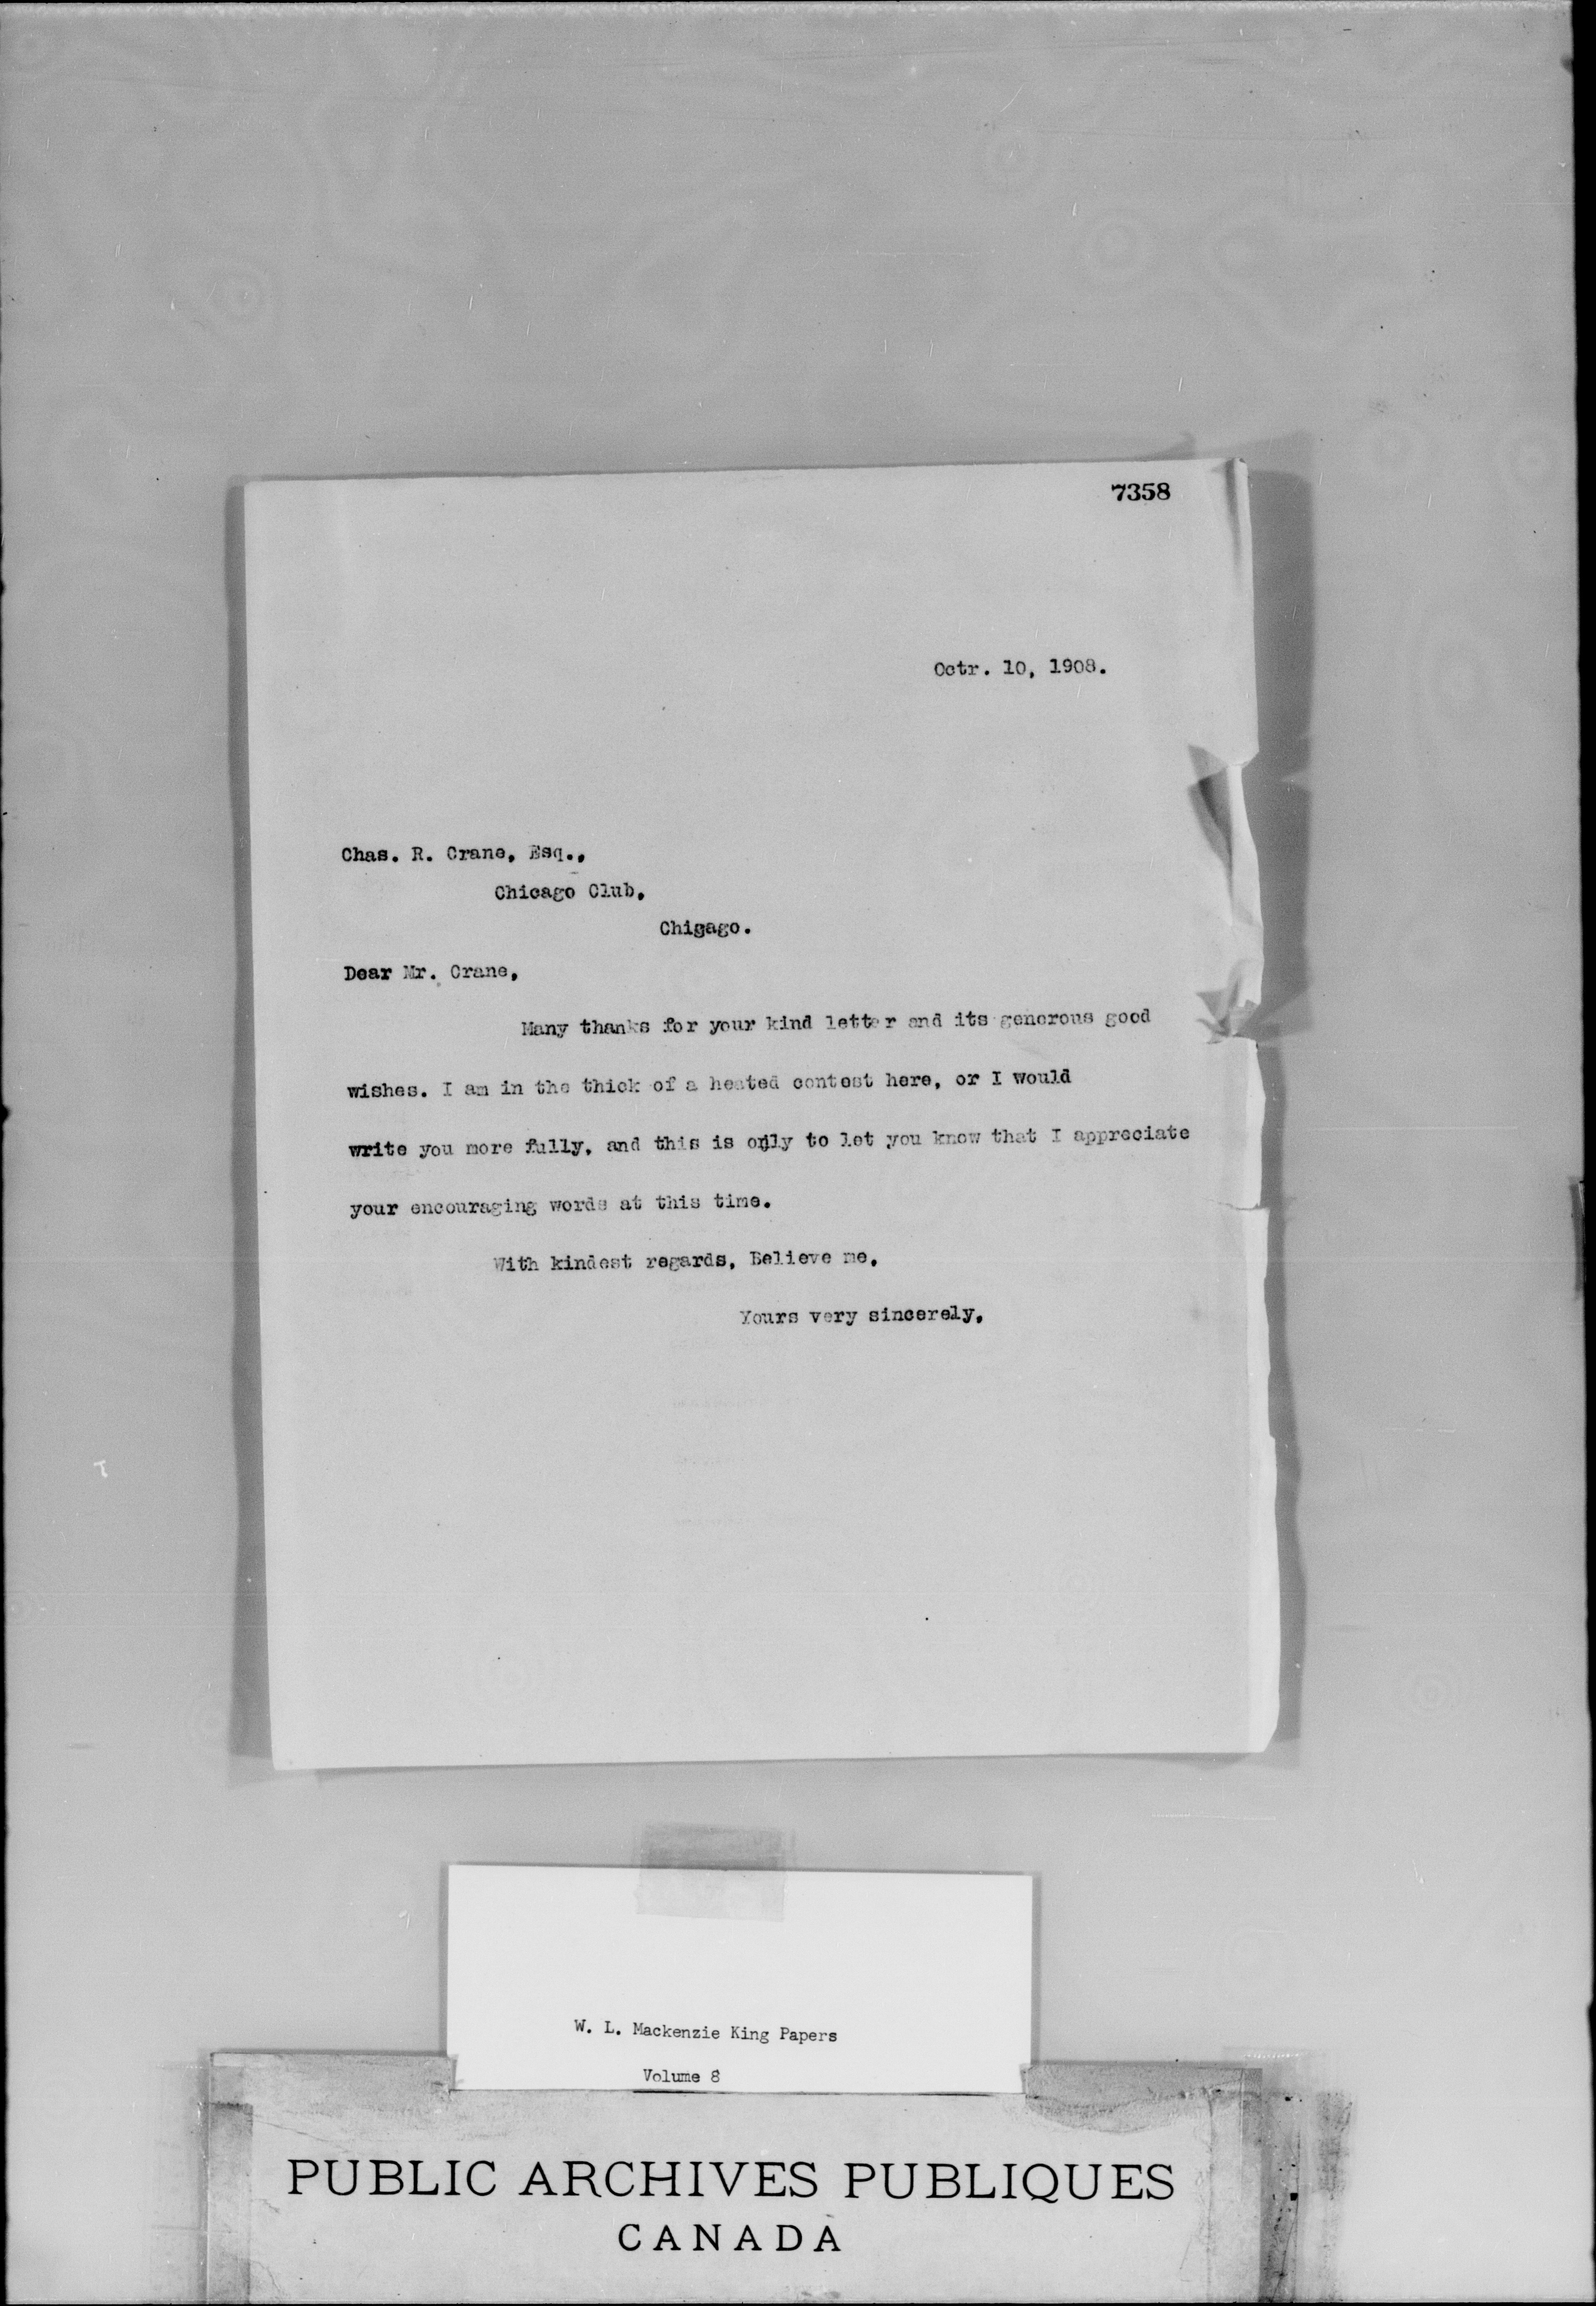 7358
Octr. 10, 1908.
Chas. R. Crane, Esq.,
Chicago Club,
Chigago.
Dear Mr. Crane,
Many thanks for your kind letter and its generous good
wishes. I am in the thick of a heated contest here, or I would
write you more fully, and this is only to let you know that I appreciate
your encouraging words at this time.
With kindest regards, Believe me,
Yours very sincerely,
W. L. Mackenzie King Papers
Volume 8
PUBLIC ARCHIVES PUBLIQUES
CANADA